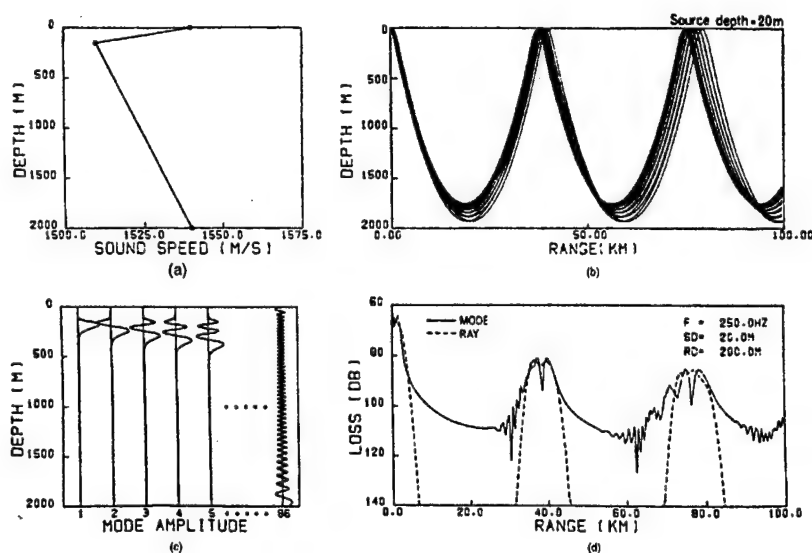 Source depth=20m
0
500
1000
1500
2000
DEPTH (M)
1500.0 1525.0 1550.0 1575.0
SOUND SPEED (M/S)
(a)
0
500
1000
1500
2000
DEPTH (M)
0.00 50.00 100.00
RANGE(KM)
(b)
0
500
1000
1500
2000
DEPTH (M)
1 2 3 4 5 86
MODE AMPLITUDE
(c)
60
80
100
120
140
LOSS (DB)
MODE
RAY
F = 250.0HZ
SD= 20.0M
RD= 200.0M
0.0 20.0 40.0 60.0 80.0 100.0
RANGE (KM)
(d)